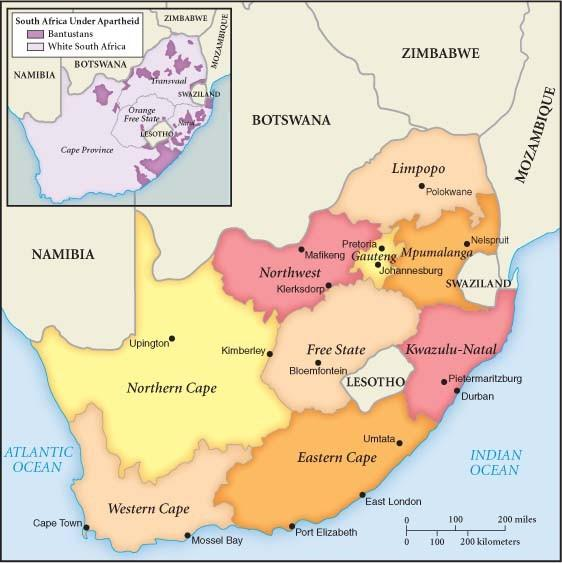 South Africa Under Apartheid
Bantustans
White South Africa
ZIMBABWE
BOTSWANA
MOZAMBIQUE
NAMIBIA
Transvaal
SWAZILAND
Orange
Free State
Natal
LESOTHO
Cape Province
ZIMBABWE
MOZAMBIQUE
BOTSWANA
NAMIBIA
Limpopo
Polokwane
Pretoria
Nelspruit
Mafikeng
Gauteng
Mpumalanga
Northwest
Johannesburg
Klerksdorp
SWAZILAND
Upington
Kimberley
Free State
Kwazulu-Natal
Bloemfontein
LESOTHO
Pietermaritzburg
Northern Cape
Durban
Umtata
ATLANTIC
OCEAN
Eastern Cape
INDIAN
OCEAN
Western Cape
East London
Cape Town
Mossel Bay
Port Elizabeth
0 100 200 miles
0 100 200 kilometers